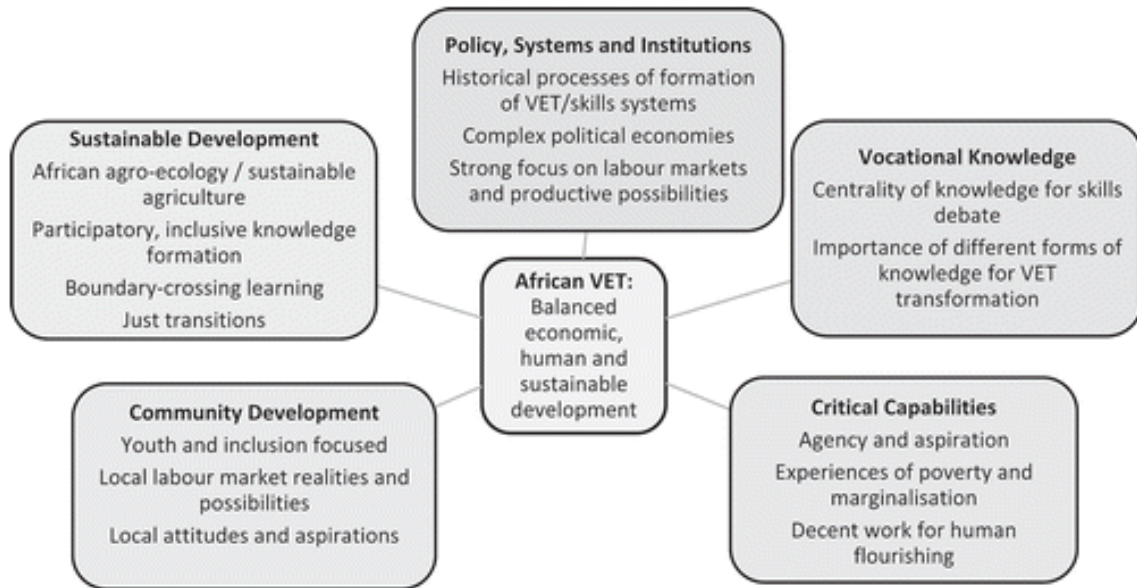 Policy, Systems and Institutions
Historical processes of formation
of VET/skills systems
Complex political economies
Strong focus on labour markets
and productive possibilities
Sustainable Development
African agro-ecology / sustainable
agriculture
Participatory, inclusive knowledge
formation
Boundary-crossing learning
Just transitions
Vocational Knowledge
Centrality of knowledge for skills
debate
Importance of different forms of
knowledge for VET
transformation
African VET:
Balanced
economic,
human and
sustainable
development
Community Development
Youth and inclusion focused
Local labour market realities and
possibilities
Local attitudes and aspirations
Critical Capabilities
Agency and aspiration
Experiences of poverty and
marginalisation
Decent work for human
flourishing